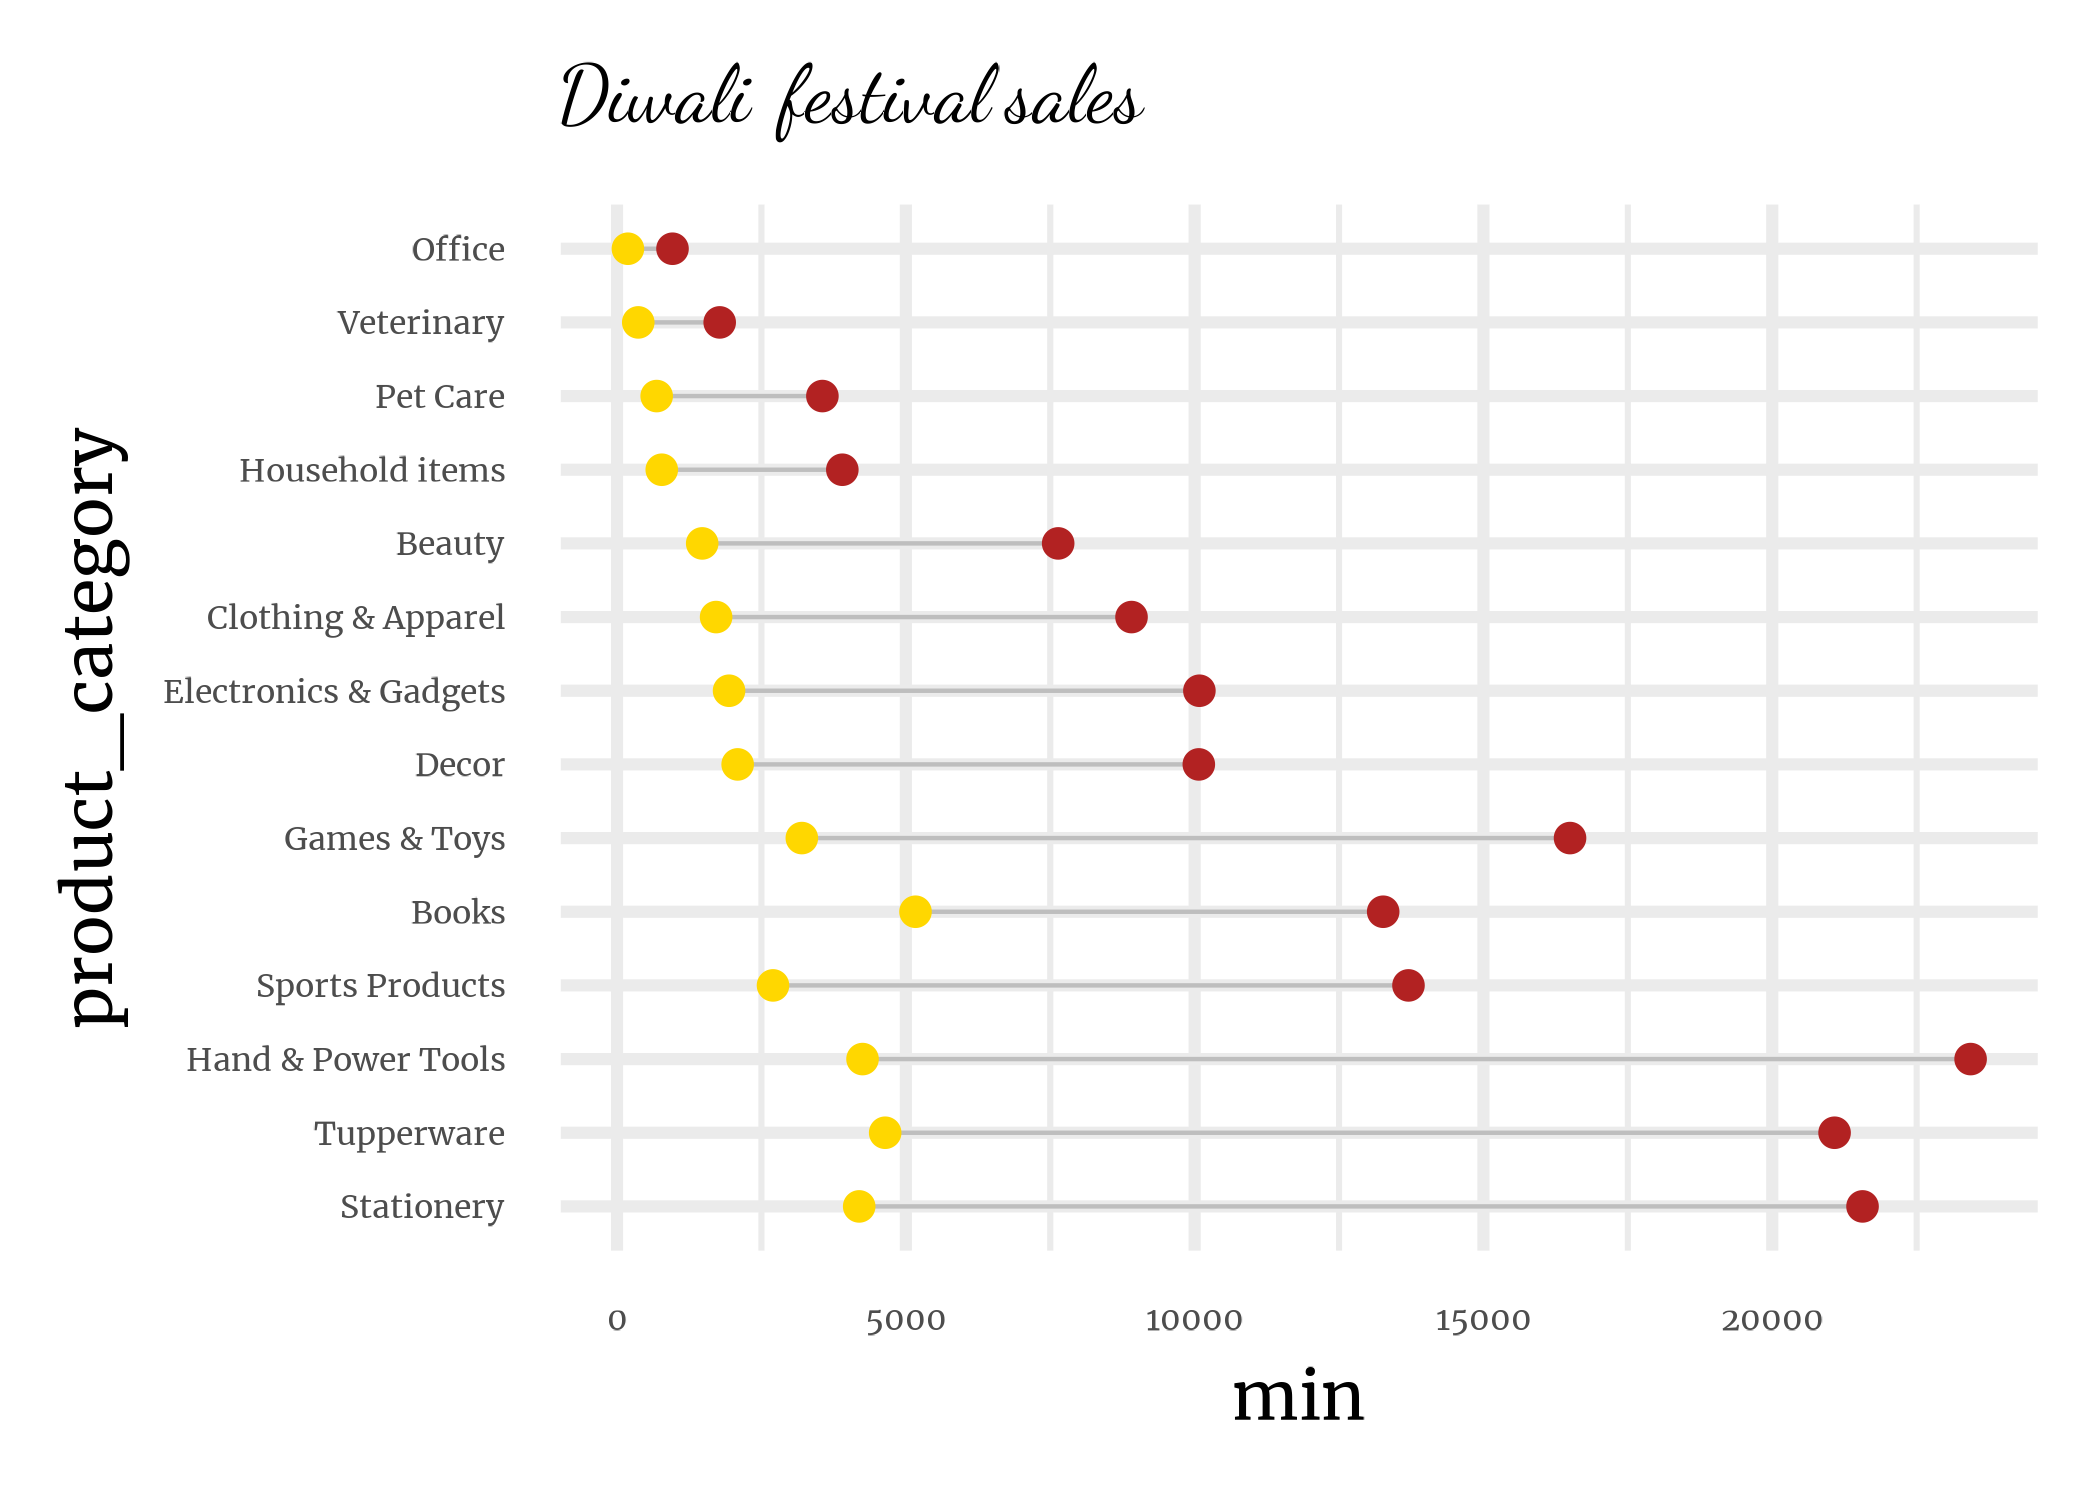 Diwali festival sales
product_category
Office
Veterinary
Pet Care
Household items
Beauty
Clothing & Apparel
Electronics & Gadgets
Decor
Games & Toys
Books
Sports Products
Hand & Power Tools
Tupperware
Stationery
0 5000 10000 15000 20000
min